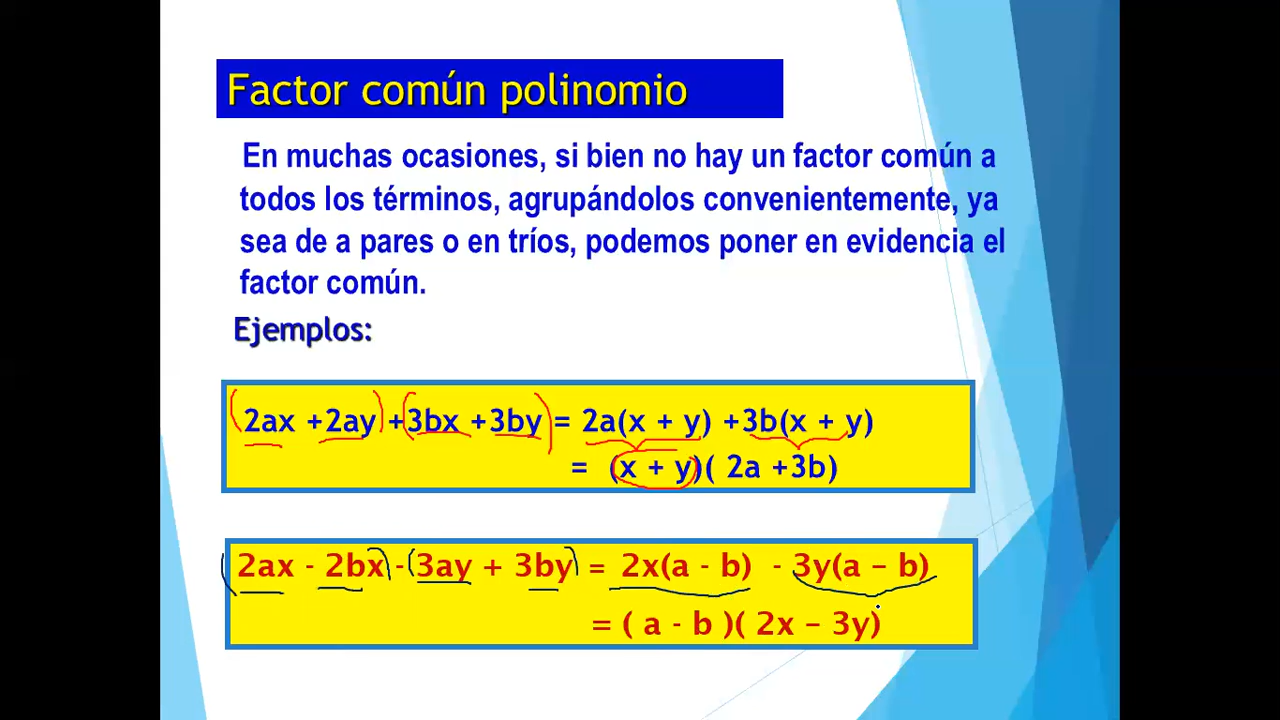 Factor común polinomio
En muchas ocasiones, si bien no hay un factor común a
todos los términos, agrupándolos convenientemente, ya
sea de a pares o en tríos, podemos poner en evidencia el
factor común.
Ejemplos:
(2ax +2ay) +(3bx +3by) = 2a(x + y) +3b(x + y)
= (x + y)( 2a +3b)
(2ax - 2bx) - (3ay + 3by) = 2x(a - b) - 3y(a – b)
= ( a - b )( 2x – 3y)